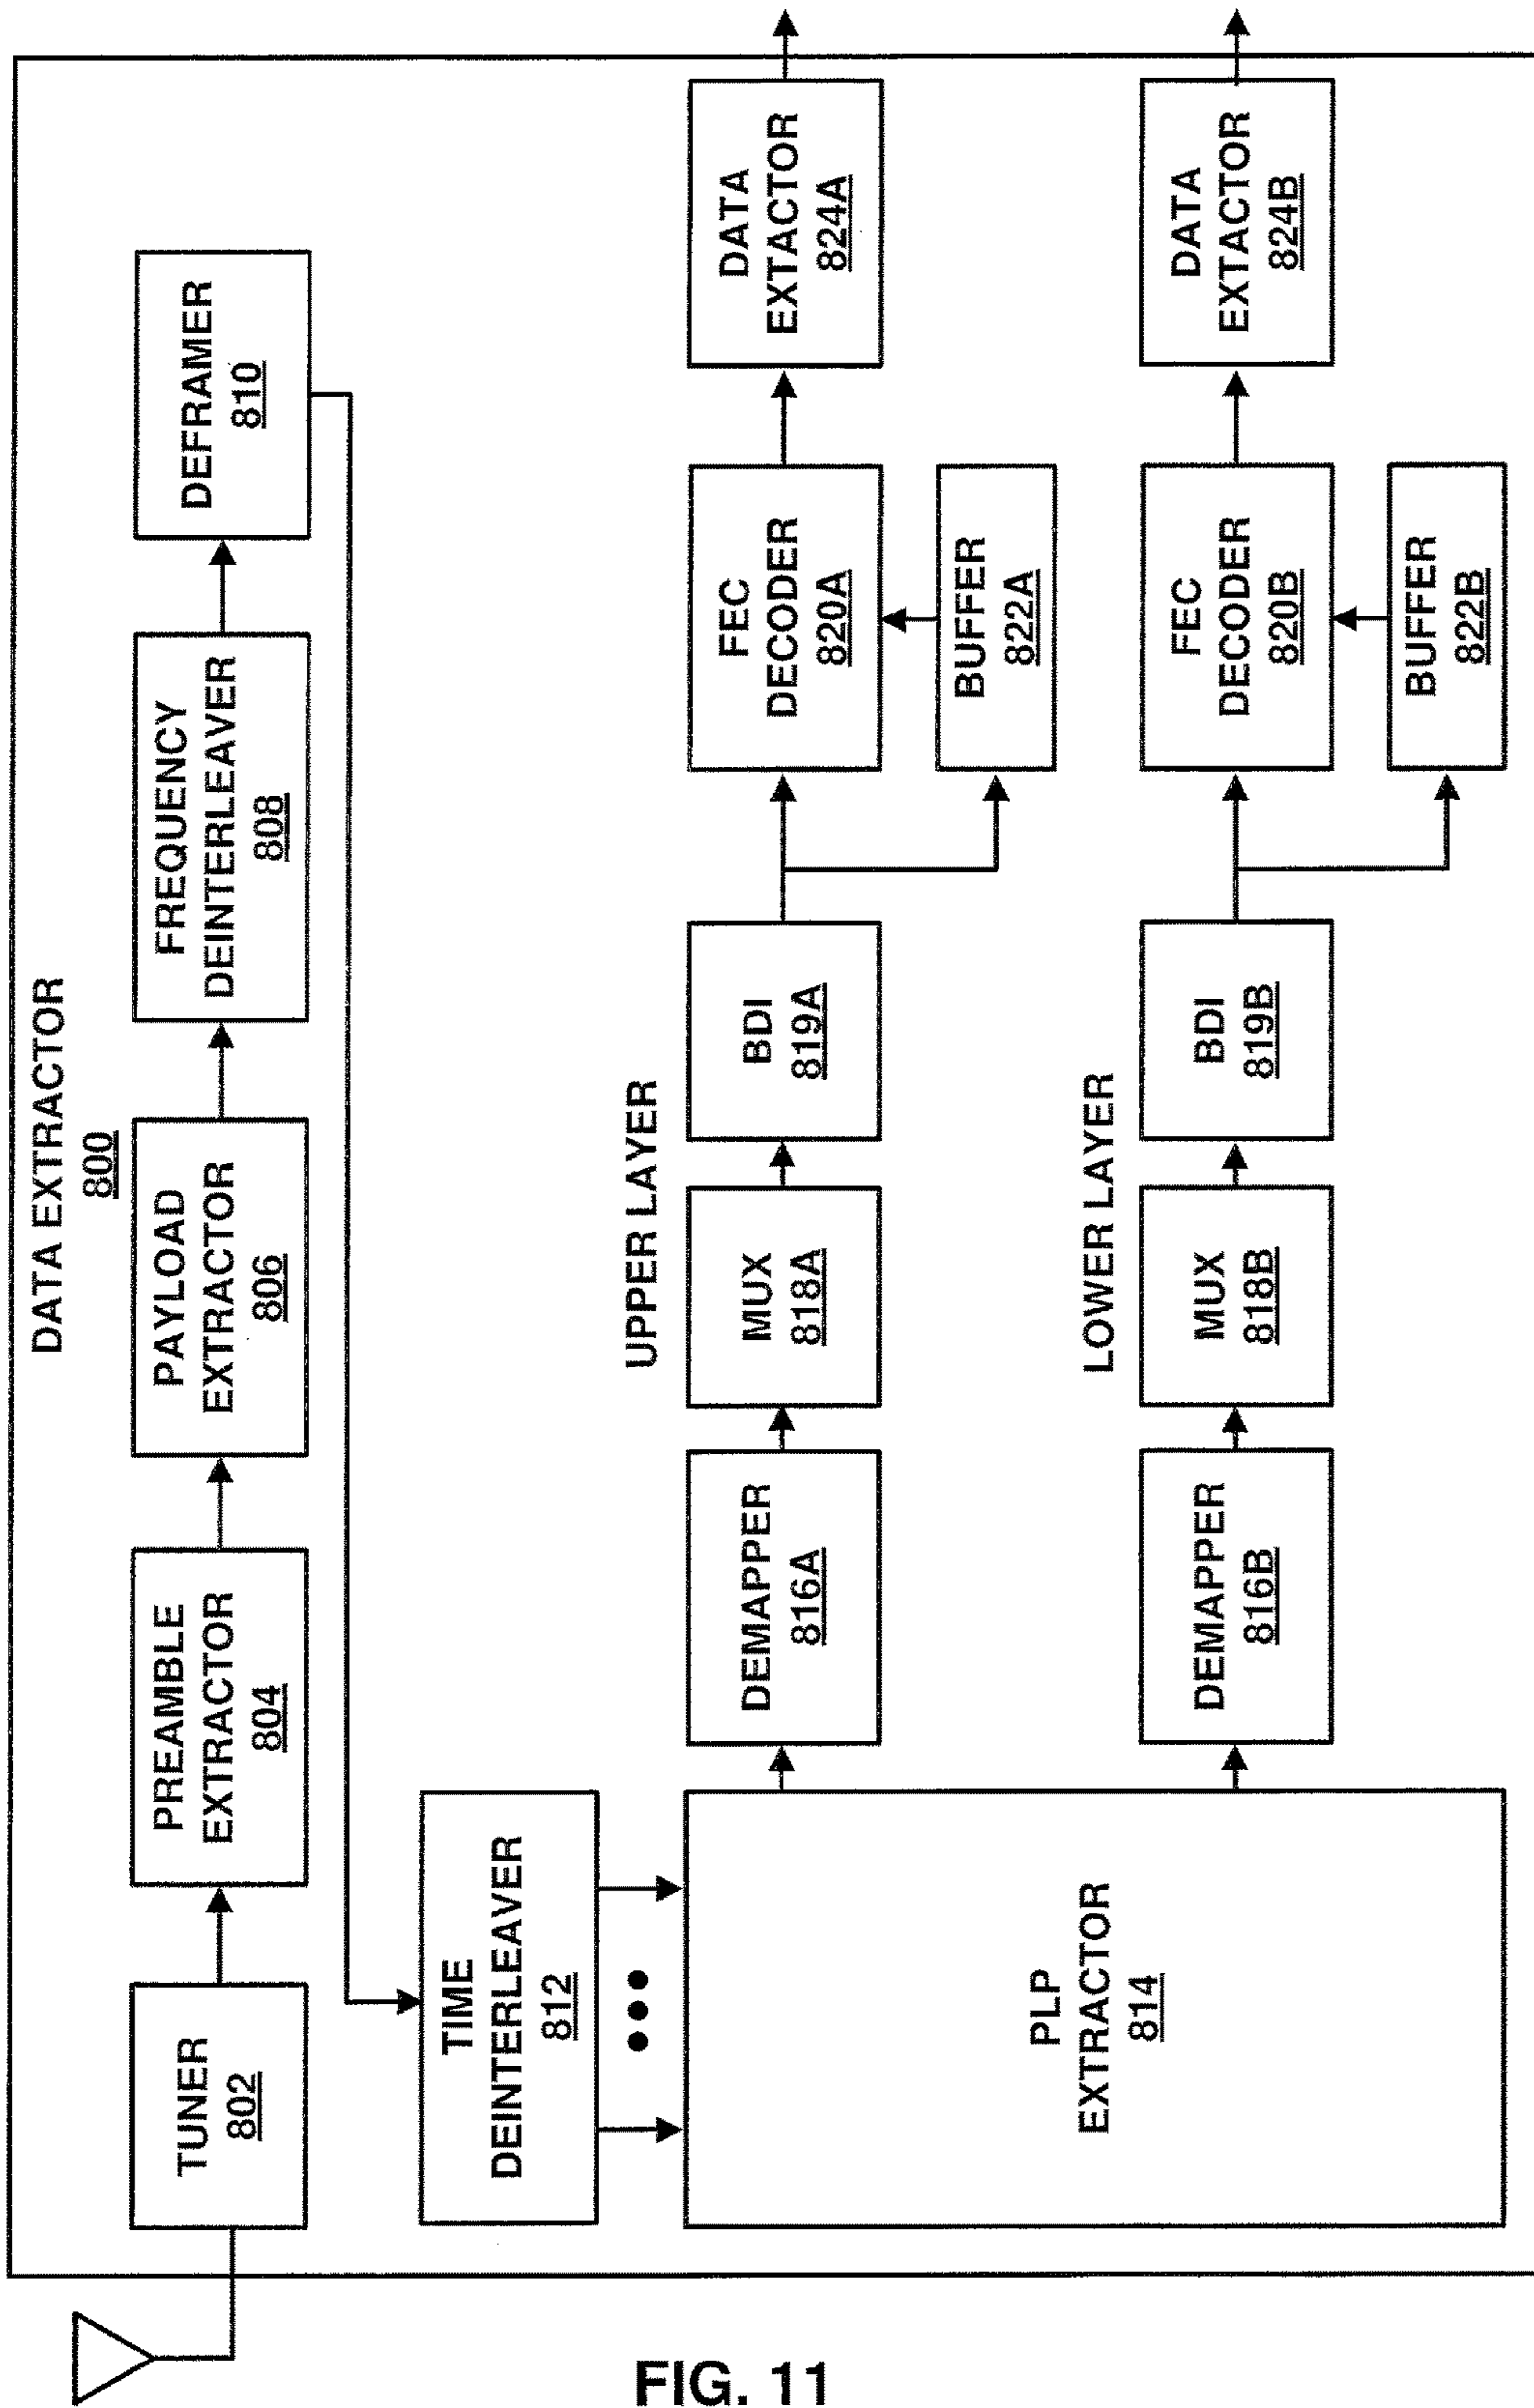 DATA EXTRACTOR
800
TUNER
802
PREAMBLE
EXTRACTOR
804
PAYLOAD
EXTRACTOR
806
FREQUENCY
DEINTERLEAVER
808
DEFRAMER
810
TIME
DEINTERLEAVER
812
PLP
EXTRACTOR
814
UPPER LAYER
DEMAPPER
816A
MUX
818A
BDI
819A
FEC
DECODER
820A
BUFFER
822A
DATA
EXTACTOR
824A
LOWER LAYER
DEMAPPER
816B
MUX
818B
BDI
819B
FEC
DECODER
820B
BUFFER
822B
DATA
EXTACTOR
824B
FIG. 11